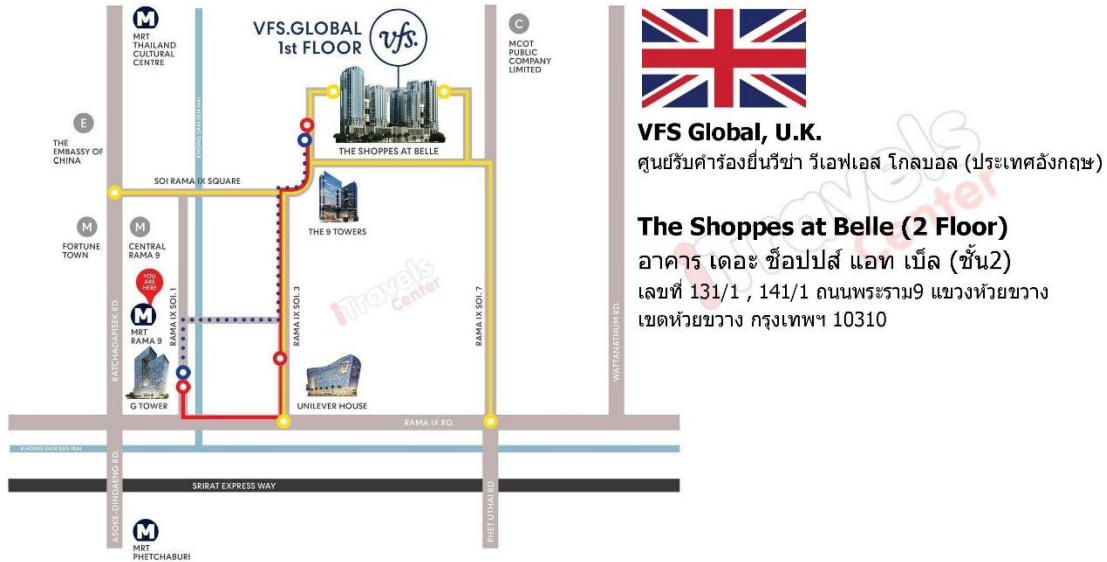 MRT
THAILAND
CULTURAL
CENTRE
VFS.GLOBAL
1st FLOOR
vfs.
C
MCOT
PUBLIC
COMPANY
LIMITED
E
THE
EMBASSY OF
CHINA
THE SHOPPES AT BELLE
SOI RAMA IX SQUARE
M
FORTUNE
TOWN
M
CENTRAL
RAMA 9
THE 9 TOWERS
YOU
ARE
HERE
M
MRT
RAMA 9
G TOWER
RATCHADAPISEK RD.
RAMA IX SOI. 1
RAMA IX SOI. 3
RAMA IX SOI. 7
WATTANATHUM RD.
UNILEVER HOUSE
RAMA IX RD.
SRIRAT EXPRESS WAY
ASOKE-DINDAENG RD.
PHET UTHAI RD.
M
MRT
PHETCHABURI
iTravels
Center
VFS Global, U.K.
ศูนย์รับคำร้องยื่นวีซ่า วีเอฟเอส โกลบอล (ประเทศอังกฤษ)
The Shoppes at Belle (2 Floor)
อาคาร เดอะ ช็อปปส์ แอท เบ็ล (ชั้น2)
เลขที่ 131/1 , 141/1 ถนนพระราม9 แขวงห้วยขวาง
เขตห้วยขวาง กรุงเทพฯ 10310
iTravels
Center